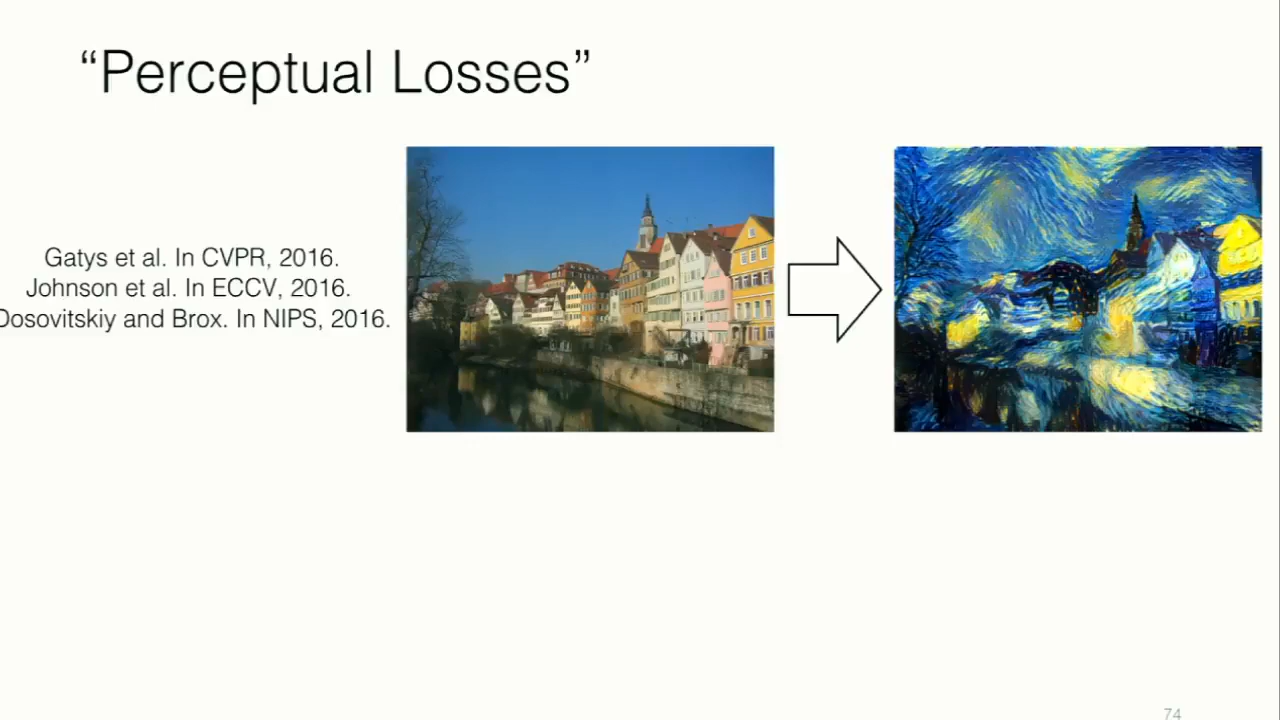 “Perceptual Losses”
Gatys et al. In CVPR, 2016.
Johnson et al. In ECCV, 2016.
Dosovitskiy and Brox. In NIPS, 2016.
74